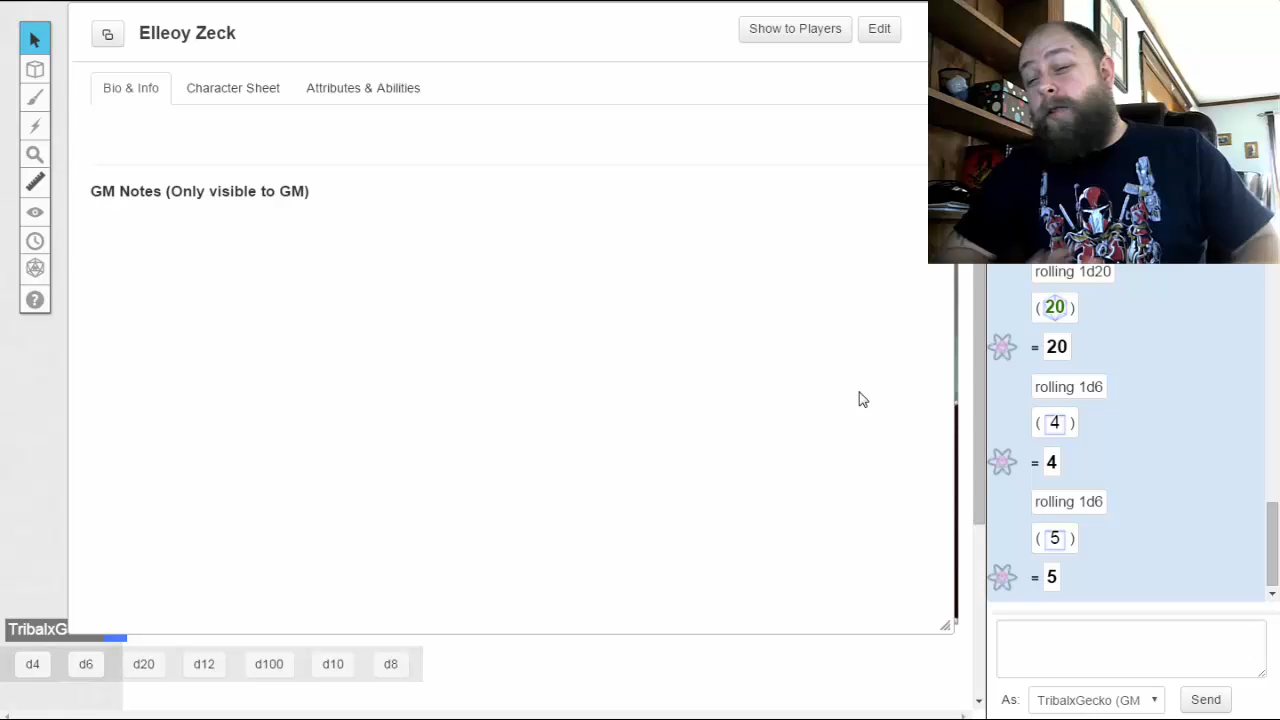 Elleoy Zeck
Show to Players
Edit
Bio & Info
Character Sheet
Attributes & Abilities
GM Notes (Only visible to GM)
rolling 1d20
( 20 )
= 20
rolling 1d6
( 4 )
= 4
rolling 1d6
( 5 )
= 5
TribalxG
d4
d6
d20
d12
d100
d10
d8
As:
TribalxGecko (GM
Send